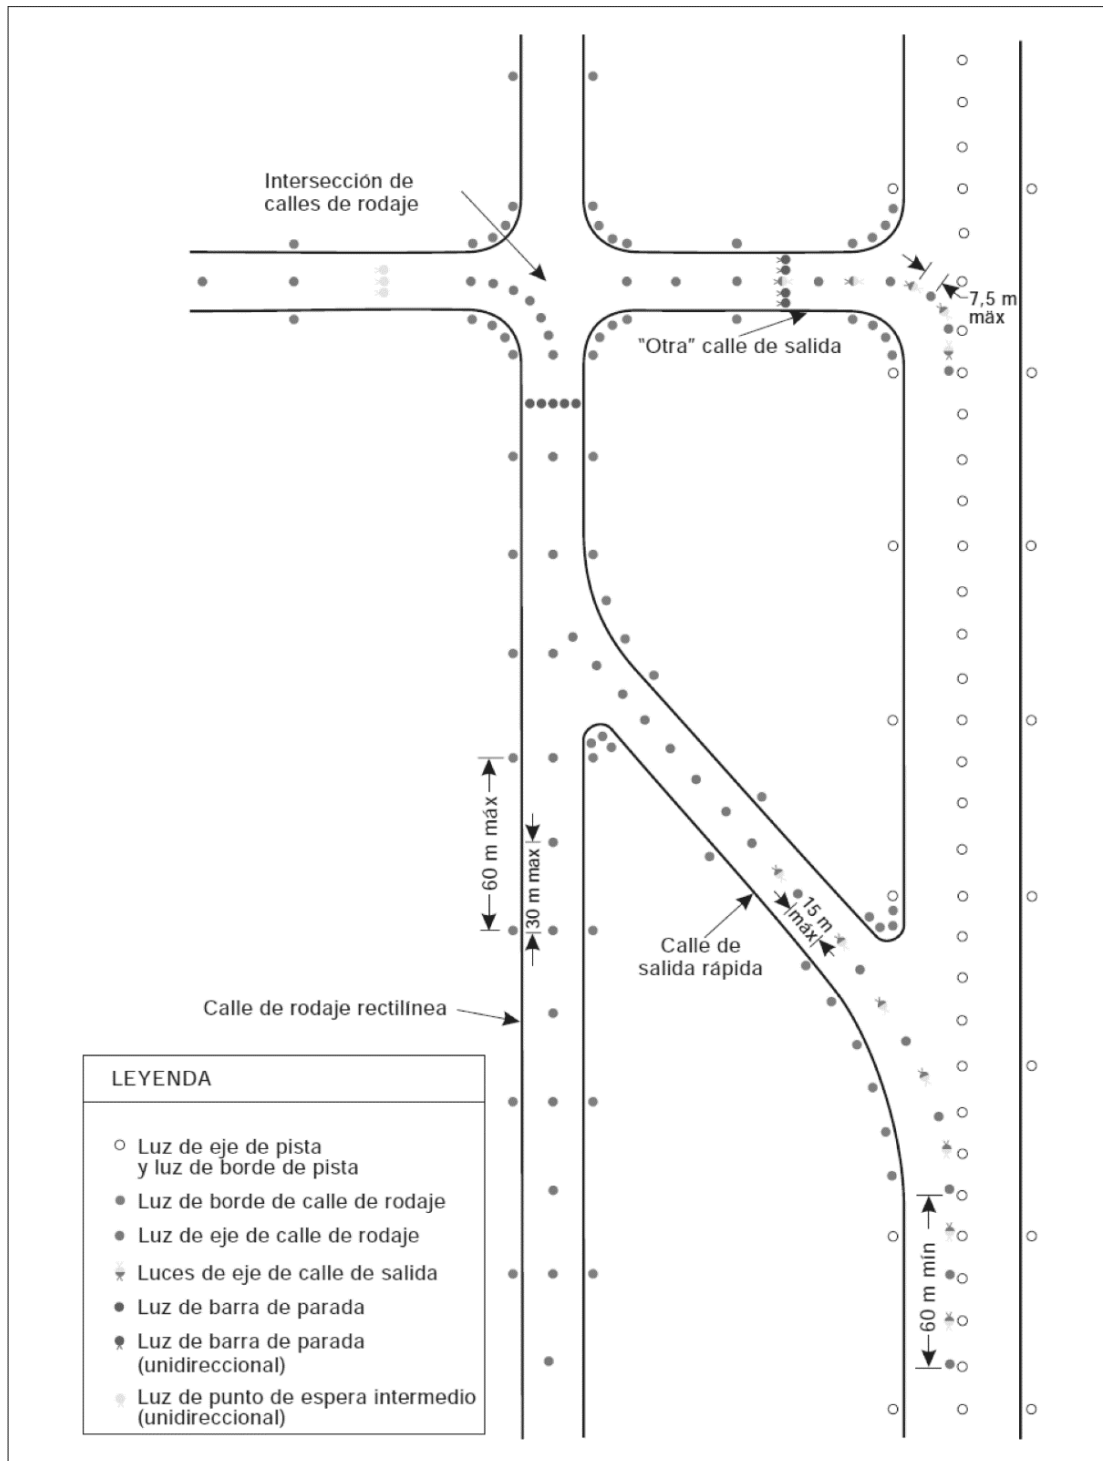 Intersección de
calles de rodaje
7,5 m
mäx
"Otra" calle de salida
60 m máx
30 m max
15 m
máx
Calle de
salida rápida
Calle de rodaje rectilínea
60 m mín
LEYENDA
Luz de eje de pista
y luz de borde de pista
Luz de borde de calle de rodaje
Luz de eje de calle de rodaje
Luces de eje de calle de salida
Luz de barra de parada
Luz de barra de parada
(unidireccional)
Luz de punto de espera intermedio
(unidireccional)